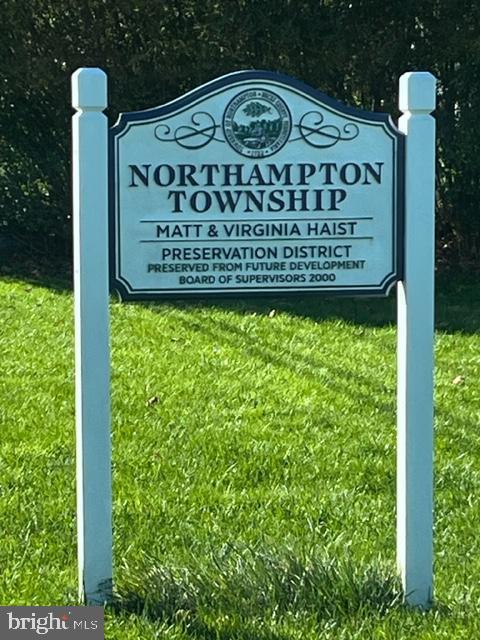 NORTHAMPTON
TOWNSHIP
MATT & VIRGINIA HAIST
PRESERVATION DISTRICT
PRESERVED FROM FUTURE DEVELOPMENT
BOARD OF SUPERVISORS 2000
bright MLS